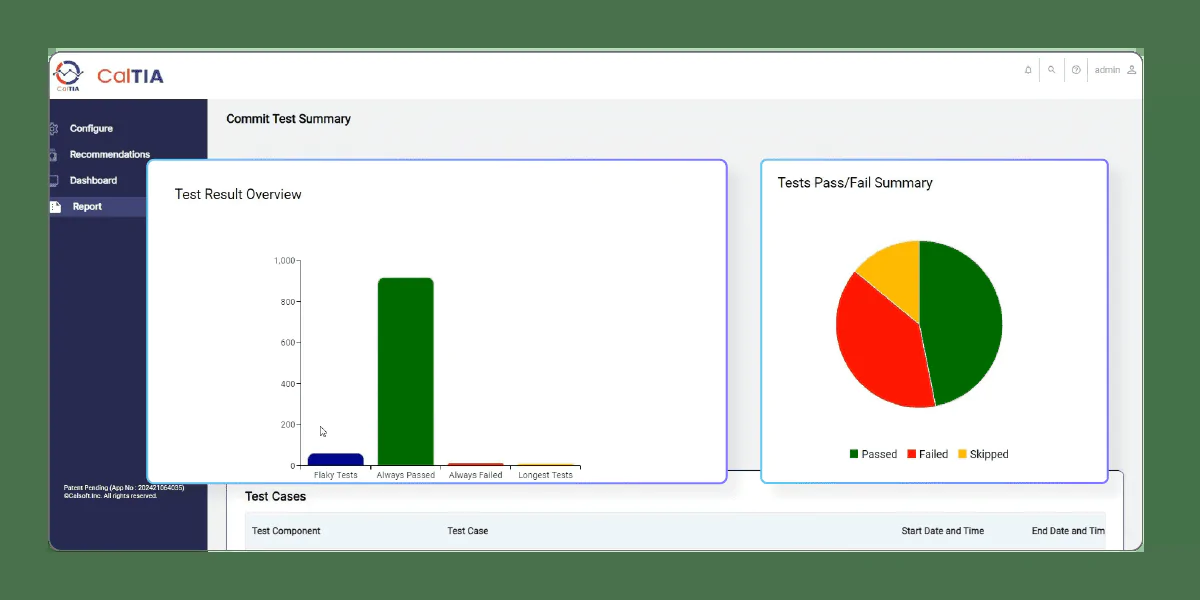 CalTIA
CalTIA
admin
Configure
Recommendations
Dashboard
Report
Patent Pending (App No : 202421064035)
©Calsoft.Inc. All rights reserved.
Commit Test Summary
Test Result Overview
1,000
800
600
400
200
0
Flaky Tests Always Passed Always Failed Longest Tests
Tests Pass/Fail Summary
Passed Failed Skipped
Test Cases
Test Component Test Case Start Date and Time End Date and Tim